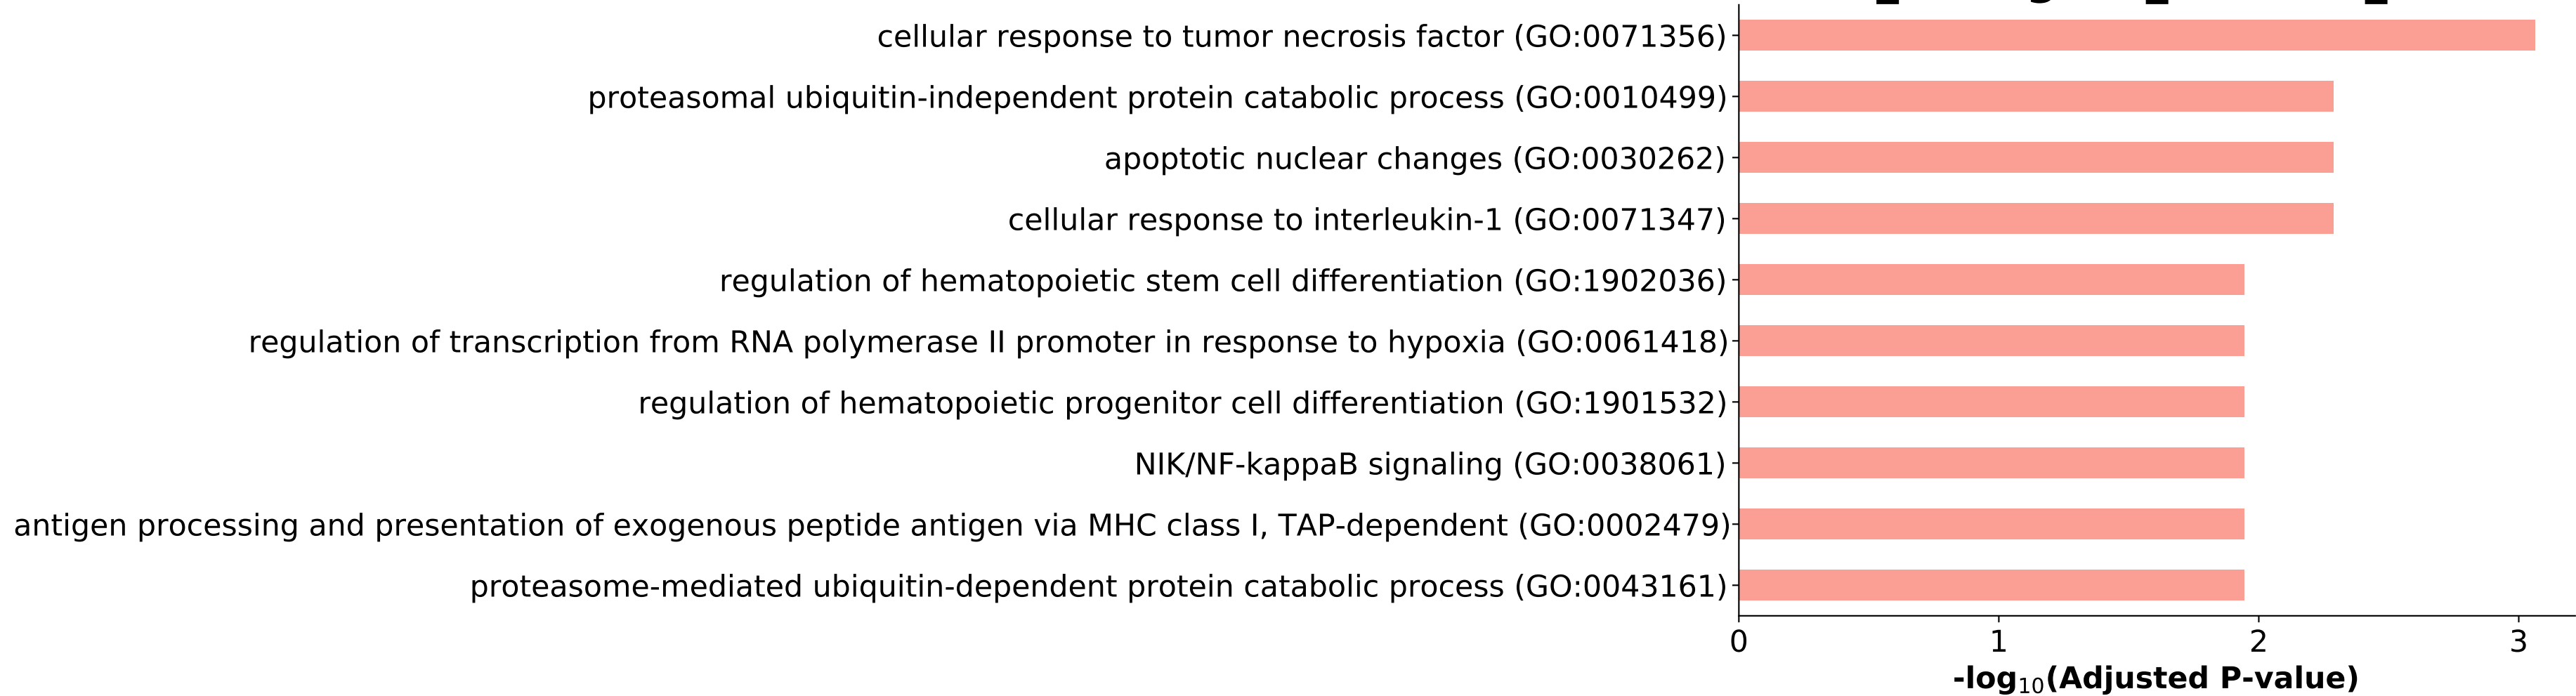 cellular response to tumor necrosis factor (GO:0071356)
proteasomal ubiquitin-independent protein catabolic process (GO:0010499)
apoptotic nuclear changes (GO:0030262)
cellular response to interleukin-1 (GO:0071347)
regulation of hematopoietic stem cell differentiation (GO:1902036)
regulation of transcription from RNA polymerase II promoter in response to hypoxia (GO:0061418)
regulation of hematopoietic progenitor cell differentiation (GO:1901532)
NIK/NF-kappaB signaling (GO:0038061)
antigen processing and presentation of exogenous peptide antigen via MHC class I, TAP-dependent (GO:0002479)
proteasome-mediated ubiquitin-dependent protein catabolic process (GO:0043161)
0 1 2 3
-log₁₀(Adjusted P-value)